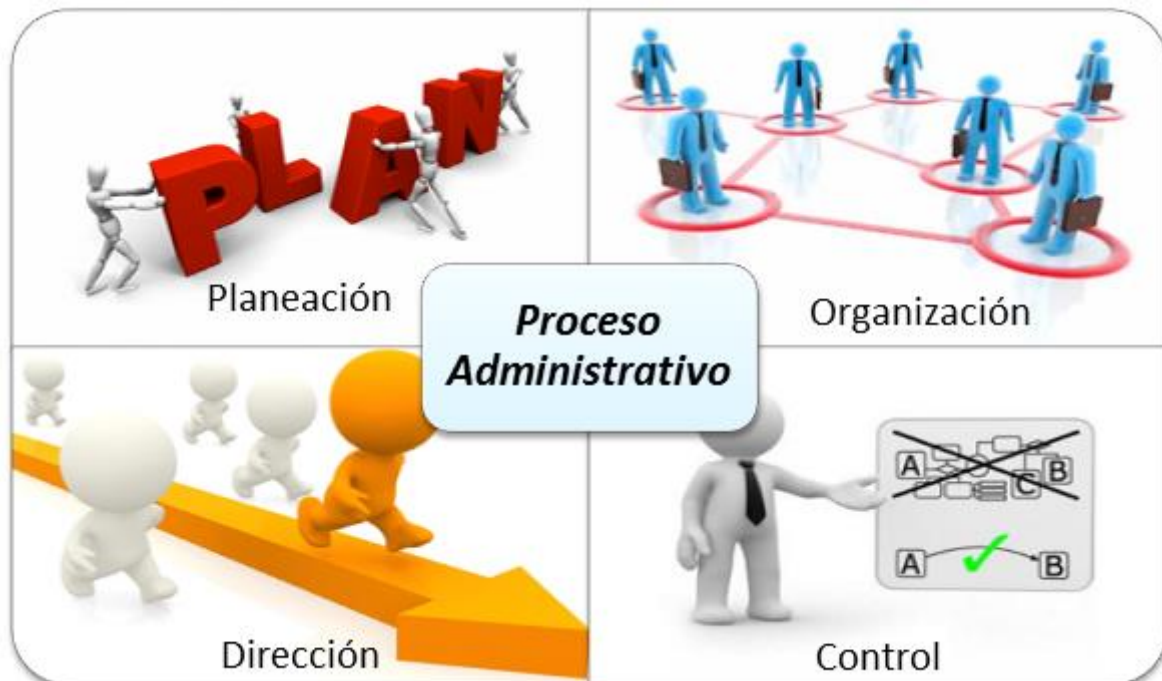 PLAN
Planeación
Organización
Proceso
Administrativo
Dirección
Control
A
C
B
A
B